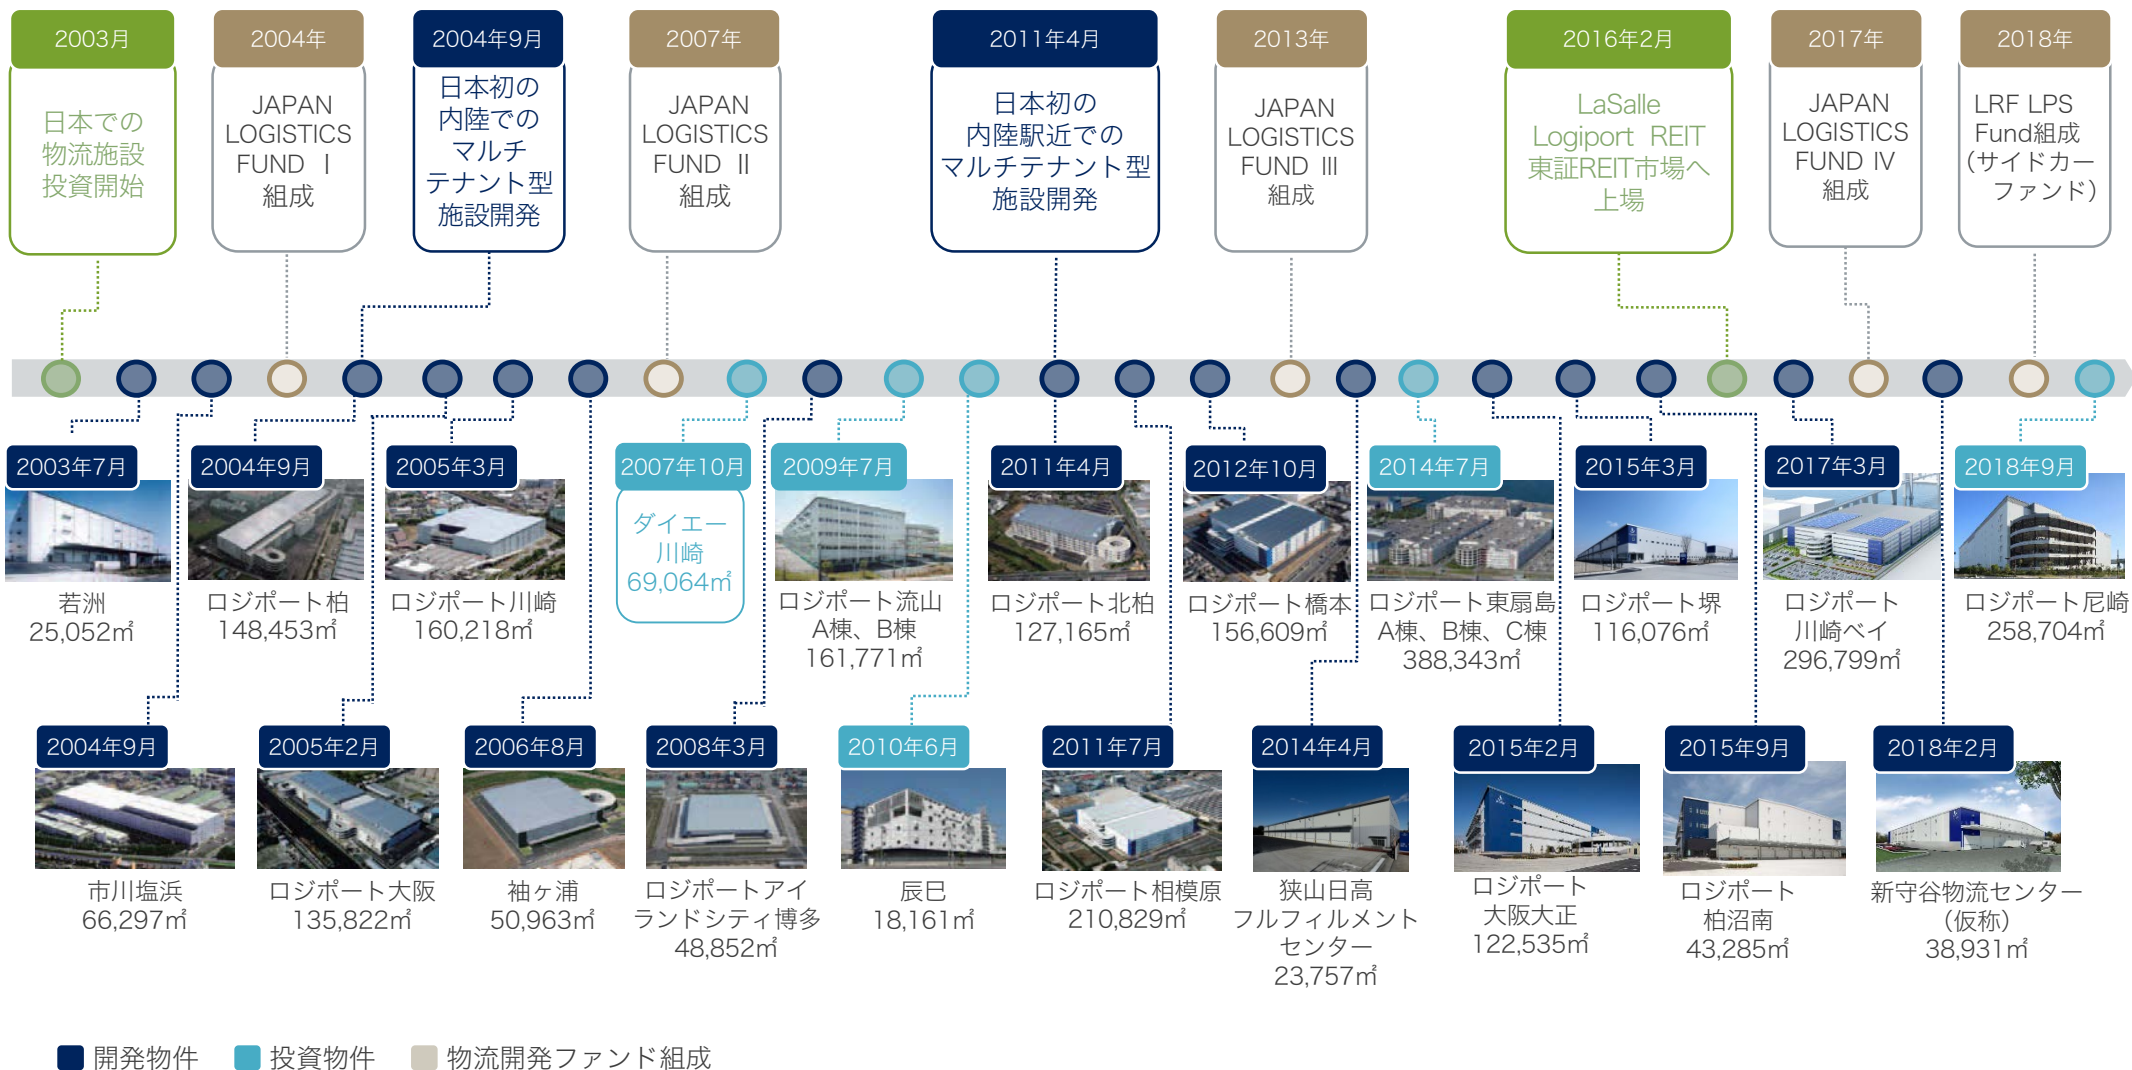 2003月
日本での
物流施設
投資開始
2004年
JAPAN
LOGISTICS
FUND Ⅰ
組成
2004年9月
日本初の
内陸での
マルチ
テナント型
施設開発
2007年
JAPAN
LOGISTICS
FUND Ⅱ
組成
2011年4月
日本初の
内陸駅近での
マルチテナント型
施設開発
2013年
JAPAN
LOGISTICS
FUND Ⅲ
組成
2016年2月
LaSalle
Logiport REIT
東証REIT市場へ
上場
2017年
JAPAN
LOGISTICS
FUND Ⅳ
組成
2018年
LRF LPS
Fund組成
（サイドカー
ファンド）
2003年7月
若洲
25,052㎡
2004年9月
ロジポート柏
148,453㎡
2005年3月
ロジポート川崎
160,218㎡
2007年10月
ダイエー
川崎
69,064㎡
2009年7月
ロジポート流山
A棟、B棟
161,771㎡
2011年4月
ロジポート北柏
127,165㎡
2012年10月
ロジポート橋本
156,609㎡
2014年7月
ロジポート東扇島
A棟、B棟、C棟
388,343㎡
2015年3月
ロジポート堺
116,076㎡
2017年3月
ロジポート
川崎ベイ
296,799㎡
2018年9月
ロジポート尼崎
258,704㎡
2004年9月
市川塩浜
66,297㎡
2005年2月
ロジポート大阪
135,822㎡
2006年8月
袖ヶ浦
50,963㎡
2008年3月
ロジポートアイ
ランドシティ博多
48,852㎡
2010年6月
辰巳
18,161㎡
2011年7月
ロジポート相模原
210,829㎡
2014年4月
狭山日高
フルフィルメント
センター
23,757㎡
2015年2月
ロジポート
大阪大正
122,535㎡
2015年9月
ロジポート
柏沼南
43,285㎡
2018年2月
新守谷物流センター
（仮称）
38,931㎡
開発物件
投資物件
物流開発ファンド組成